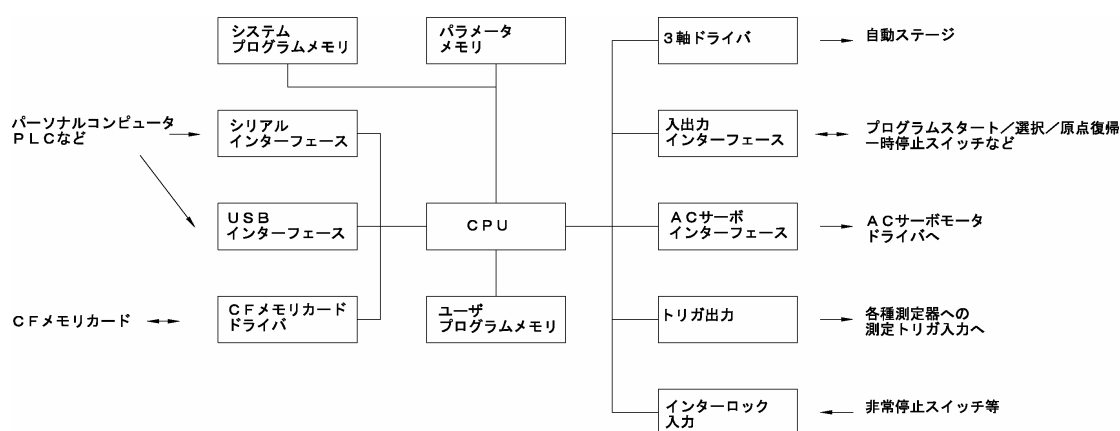 システム
プログラムメモリ
パラメータ
メモリ
３軸ドライバ
自動ステージ
パーソナルコンピュータ
ＰＬＣなど
シリアル
インターフェース
入出力
インターフェース
プログラムスタート／選択／原点復帰
一時停止スイッチなど
ＵＳＢ
インターフェース
ＣＰＵ
ＡＣサーボ
インターフェース
ＡＣサーボモータ
ドライバへ
ＣＦメモリカード
ＣＦメモリカード
ドライバ
ユーザ
プログラムメモリ
トリガ出力
各種測定器への
測定トリガ入力へ
インターロック
入力
非常停止スイッチ等